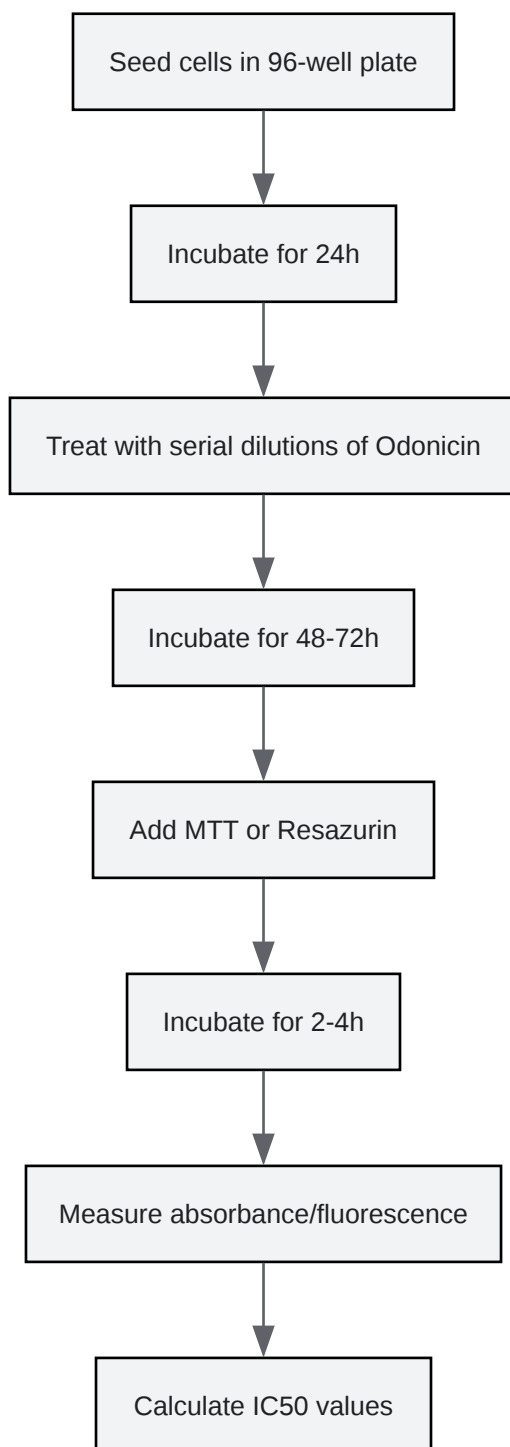 Seed cells in 96-well plate
Incubate for 24h
Treat with serial dilutions of Odonicin
Incubate for 48-72h
Add MTT or Resazurin
Incubate for 2-4h
Measure absorbance/fluorescence
Calculate IC50 values